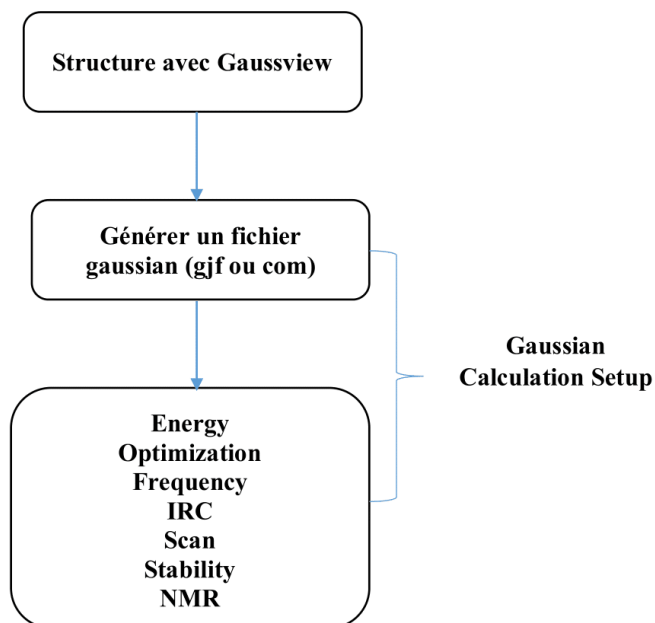 Structure avec Gaussview
Générer un fichier
gaussian (gjf ou com)
Gaussian
Calculation Setup
Energy
Optimization
Frequency
IRC
Scan
Stability
NMR